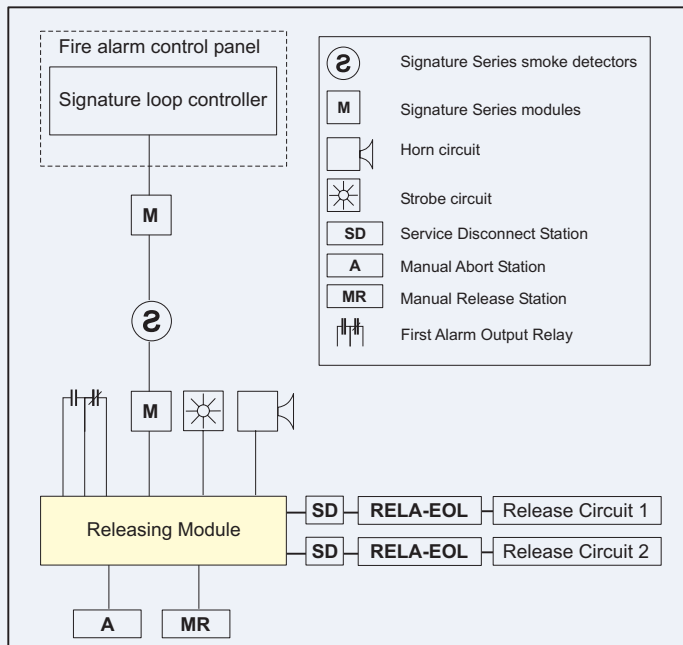 Fire alarm control panel
Signature loop controller
M
S
M
Releasing Module
SD
RELA-EOL
Release Circuit 1
SD
RELA-EOL
Release Circuit 2
A
MR
S
Signature Series smoke detectors
M
Signature Series modules
Horn circuit
Strobe circuit
SD
Service Disconnect Station
A
Manual Abort Station
MR
Manual Release Station
First Alarm Output Relay